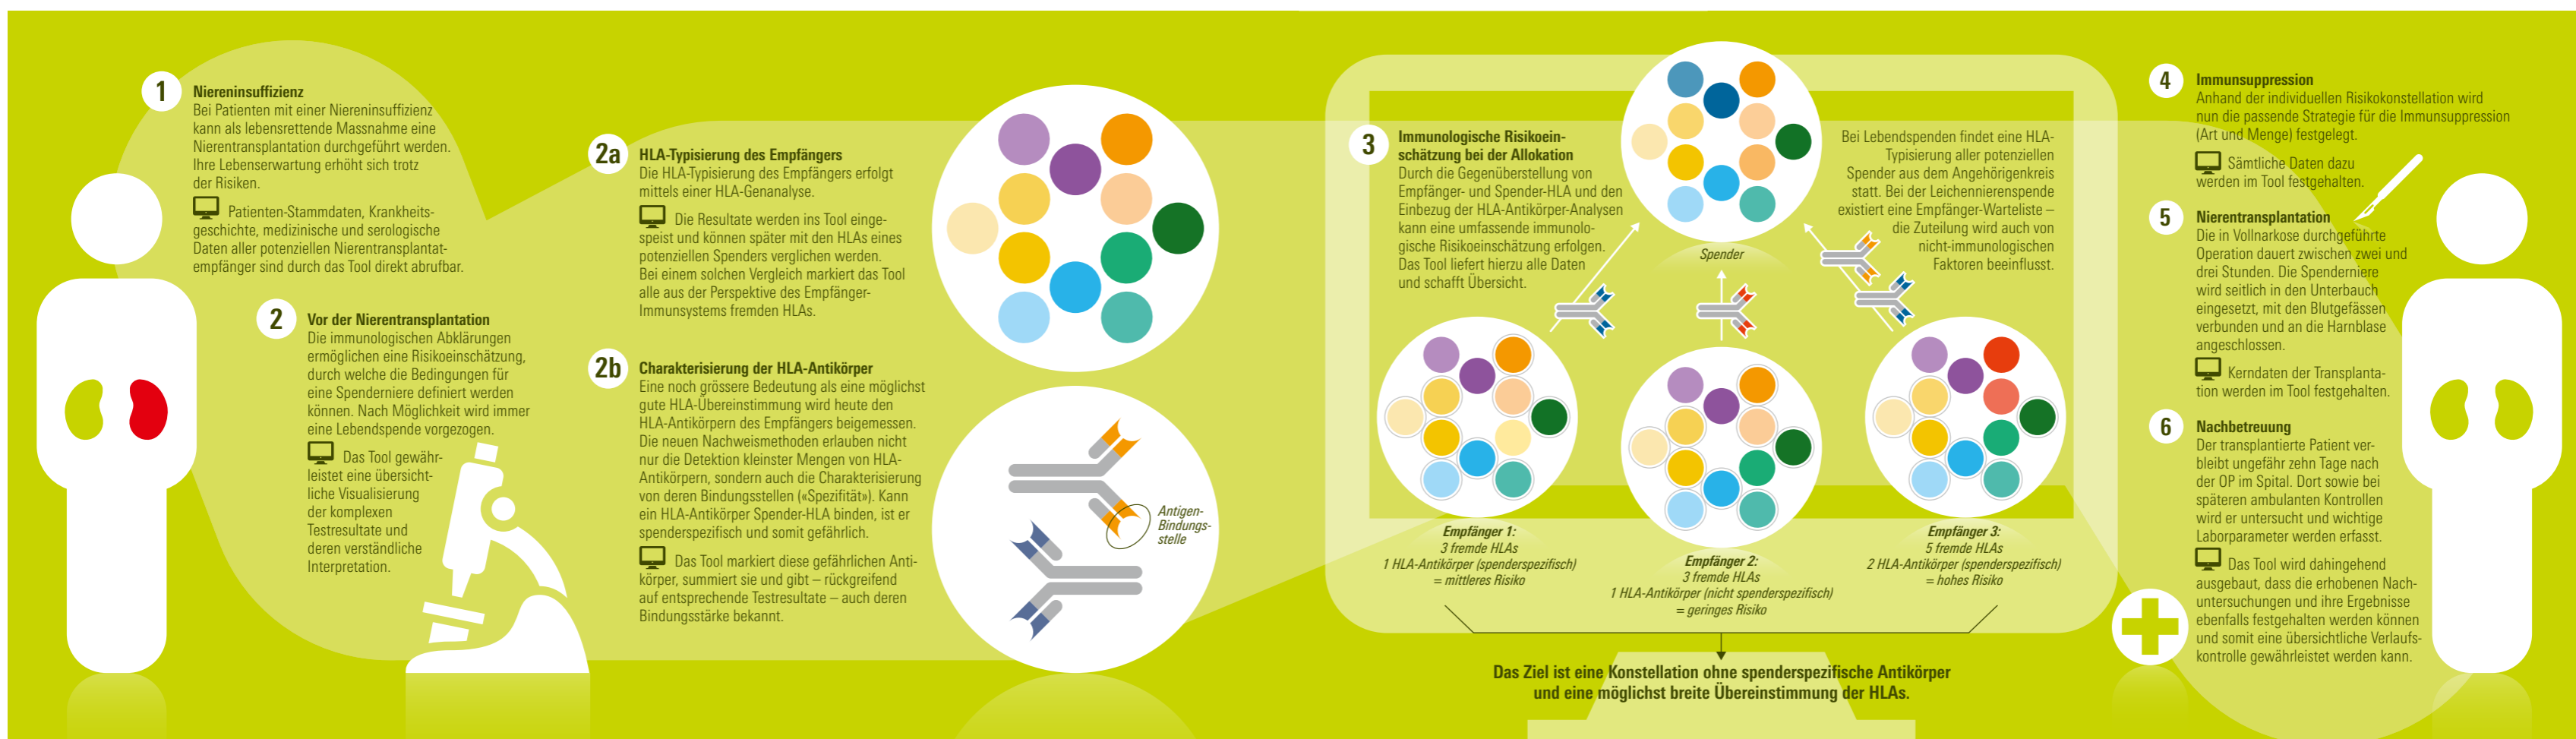 1
Niereninsuffizienz
Bei Patienten mit einer Niereninsuffizienz
kann als lebensrettende Massnahme eine
Nierentransplantation durchgeführt werden.
Ihre Lebenserwartung erhöht sich trotz
der Risiken.
Patienten-Stammdaten, Krankheits-
geschichte, medizinische und serologische
Daten aller potenziellen Nierentransplantat-
empfänger sind durch das Tool direkt abrufbar.
2
Vor der Nierentransplantation
Die immunologischen Abklärungen
ermöglichen eine Risikoeinschätzung,
durch welche die Bedingungen für
eine Spenderniere definiert werden
können. Nach Möglichkeit wird immer
eine Lebendspende vorgezogen.
Das Tool gewähr-
leistet eine übersicht-
liche Visualisierung
der komplexen
Testresultate und
deren verständliche
Interpretation.
2a
HLA-Typisierung des Empfängers
Die HLA-Typisierung des Empfängers erfolgt
mittels einer HLA-Genanalyse.
Die Resultate werden ins Tool einge-
speist und können später mit den HLAs eines
potenziellen Spenders verglichen werden.
Bei einem solchen Vergleich markiert das Tool
alle aus der Perspektive des Empfänger-
Immunsystems fremden HLAs.
2b
Charakterisierung der HLA-Antikörper
Eine noch grössere Bedeutung als eine möglichst
gute HLA-Übereinstimmung wird heute den
HLA-Antikörpern des Empfängers beigemessen.
Die neuen Nachweismethoden erlauben nicht
nur die Detektion kleinster Mengen von HLA-
Antikörpern, sondern auch die Charakterisierung
von deren Bindungsstellen («Spezifität»). Kann
ein HLA-Antikörper Spender-HLA binden, ist er
spenderspezifisch und somit gefährlich.
Das Tool markiert diese gefährlichen Anti-
körper, summiert sie und gibt – rückgreifend
auf entsprechende Testresultate – auch deren
Bindungsstärke bekannt.
Antigen-
Bindungs-
stelle
3
Immunologische Risikoein-
schätzung bei der Allokation
Durch die Gegenüberstellung von
Empfänger- und Spender-HLA und den
Einbezug der HLA-Antikörper-Analysen
kann eine umfassende immunolo-
gische Risikoeinschätzung erfolgen.
Das Tool liefert hierzu alle Daten
und schafft Übersicht.
Spender
Bei Lebendspenden findet eine HLA-
Typisierung aller potenziellen
Spender aus dem Angehörigenkreis
statt. Bei der Leichennierenspende
existiert eine Empfänger-Warteliste –
die Zuteilung wird auch von
nicht-immunologischen
Faktoren beeinflusst.
Empfänger 1:
3 fremde HLAs
1 HLA-Antikörper (spenderspezifisch)
= mittleres Risiko
Empfänger 2:
3 fremde HLAs
1 HLA-Antikörper (nicht spenderspezifisch)
= geringes Risiko
Empfänger 3:
5 fremde HLAs
2 HLA-Antikörper (spenderspezifisch)
= hohes Risiko
Das Ziel ist eine Konstellation ohne spenderspezifische Antikörper
und eine möglichst breite Übereinstimmung der HLAs.
4
Immunsuppression
Anhand der individuellen Risikokonstellation wird
nun die passende Strategie für die Immunsuppression
(Art und Menge) festgelegt.
Sämtliche Daten dazu
werden im Tool festgehalten.
5
Nierentransplantation
Die in Vollnarkose durchgeführte
Operation dauert zwischen zwei und
drei Stunden. Die Spenderniere
wird seitlich in den Unterbauch
eingesetzt, mit den Blutgefässen
verbunden und an die Harnblase
angeschlossen.
Kerndaten der Transplanta-
tion werden im Tool festgehalten.
6
Nachbetreuung
Der transplantierte Patient ver-
bleibt ungefähr zehn Tage nach
der OP im Spital. Dort sowie bei
späteren ambulanten Kontrollen
wird er untersucht und wichtige
Laborparameter werden erfasst.
Das Tool wird dahingehend
ausgebaut, dass die erhobenen Nach-
untersuchungen und ihre Ergebnisse
ebenfalls festgehalten werden können
und somit eine übersichtliche Verlaufs-
kontrolle gewährleistet werden kann.